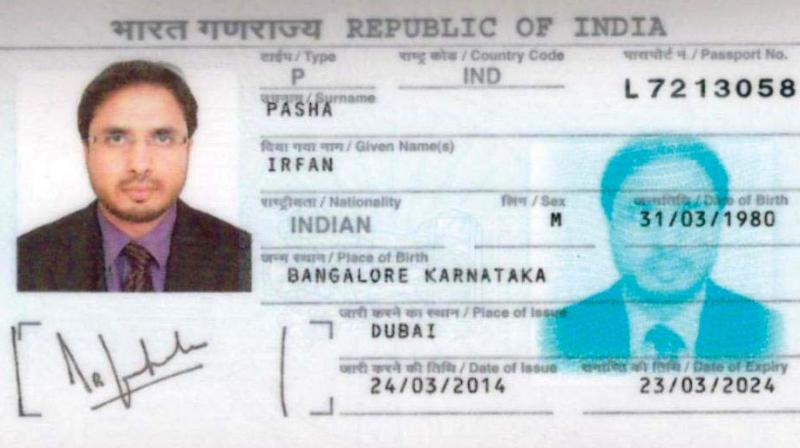 भारत गणराज्य REPUBLIC OF INDIA
टाईप / Type राष्ट्र कोड / Country Code पासपोर्ट नं. / Passport No.
P IND L7213058
उपनाम / Surname
PASHA
दिया गया नाम / Given Name(s)
IRFAN
राष्ट्रीयता / Nationality लिंग / Sex जन्मतिथि / Date of Birth
INDIAN M 31/03/1980
जन्म स्थान / Place of Birth
BANGALORE KARNATAKA
जारी करने का स्थान / Place of Issue
DUBAI
जारी करने की तिथि / Date of Issue समाप्ति की तिथि / Date of Expiry
24/03/2014 23/03/2024